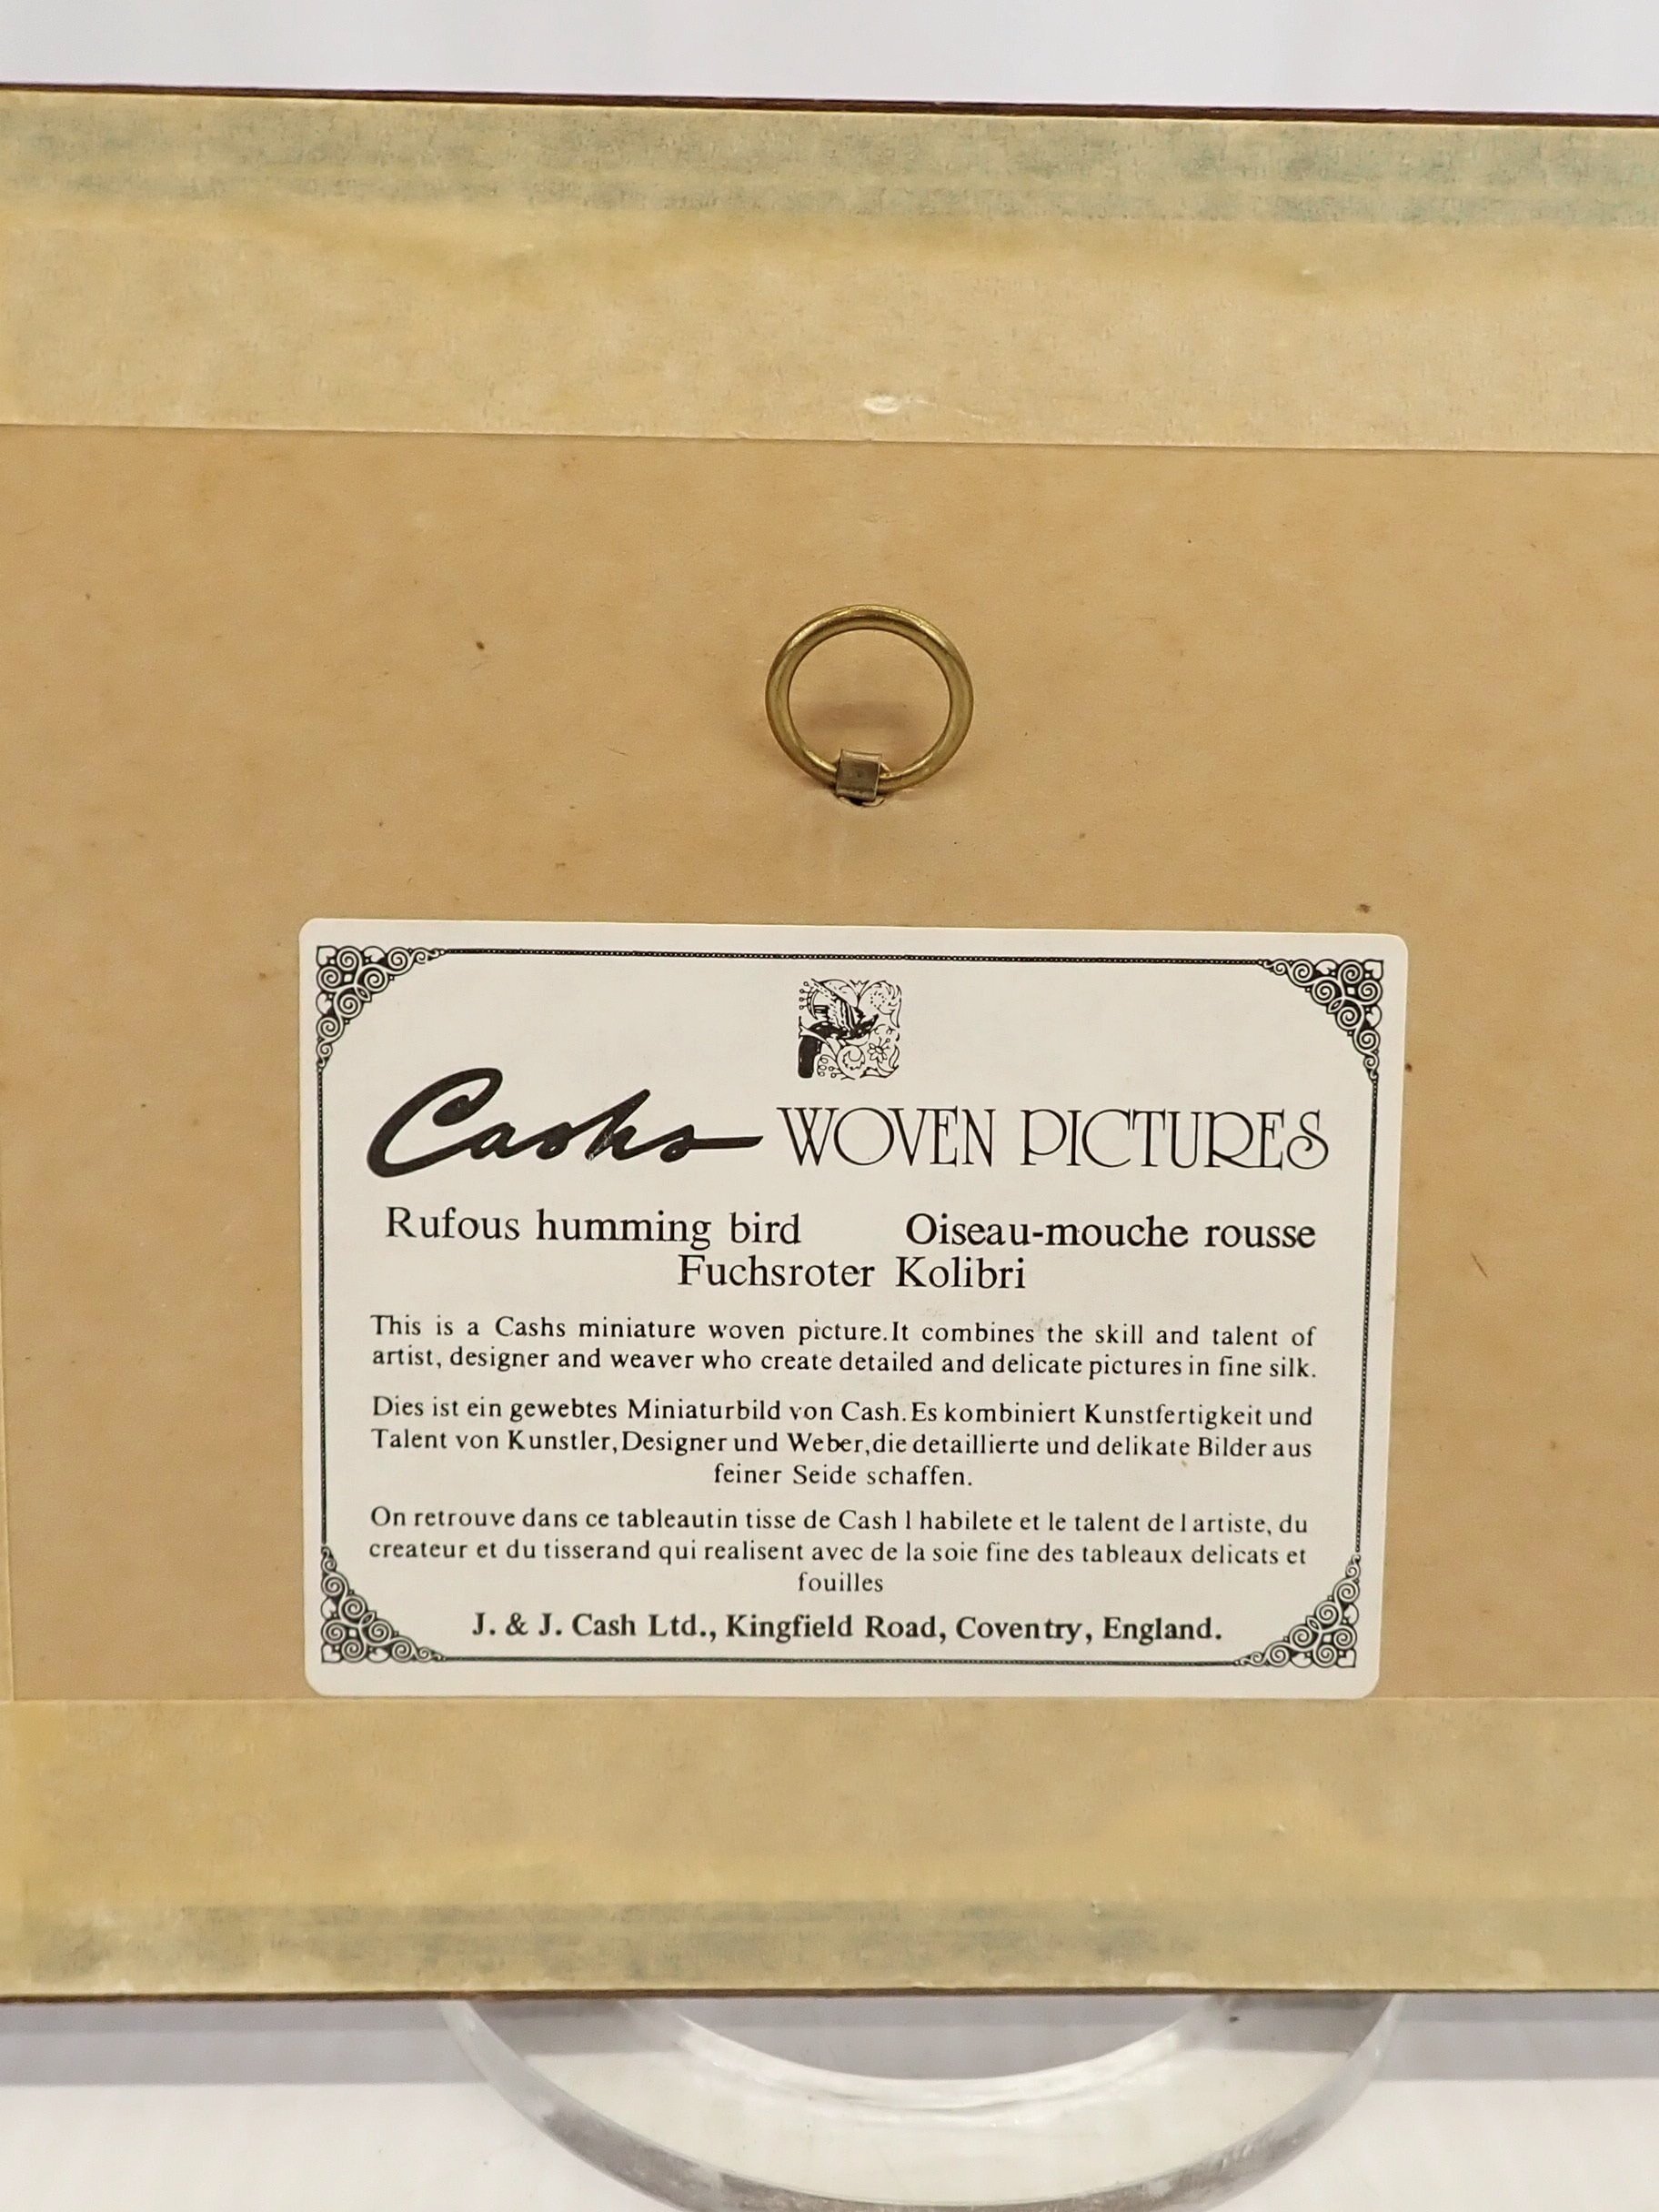 Cashs WOVEN PICTURES
Rufous humming bird Oiseau-mouche rousse
Fuchsroter Kolibri
This is a Cashs miniature woven picture.It combines the skill and talent of
artist, designer and weaver who create detailed and delicate pictures in fine silk.
Dies ist ein gewebtes Miniaturbild von Cash.Es kombiniert Kunstfertigkeit und
Talent von Kunstler,Designer und Weber,die detaillierte und delikate Bilder aus
feiner Seide schaffen.
On retrouve dans ce tableautin tisse de Cash l habilete et le talent de l artiste, du
createur et du tisserand qui realisent avec de la soie fine des tableaux delicats et
fouilles
J. & J. Cash Ltd., Kingfield Road, Coventry, England.